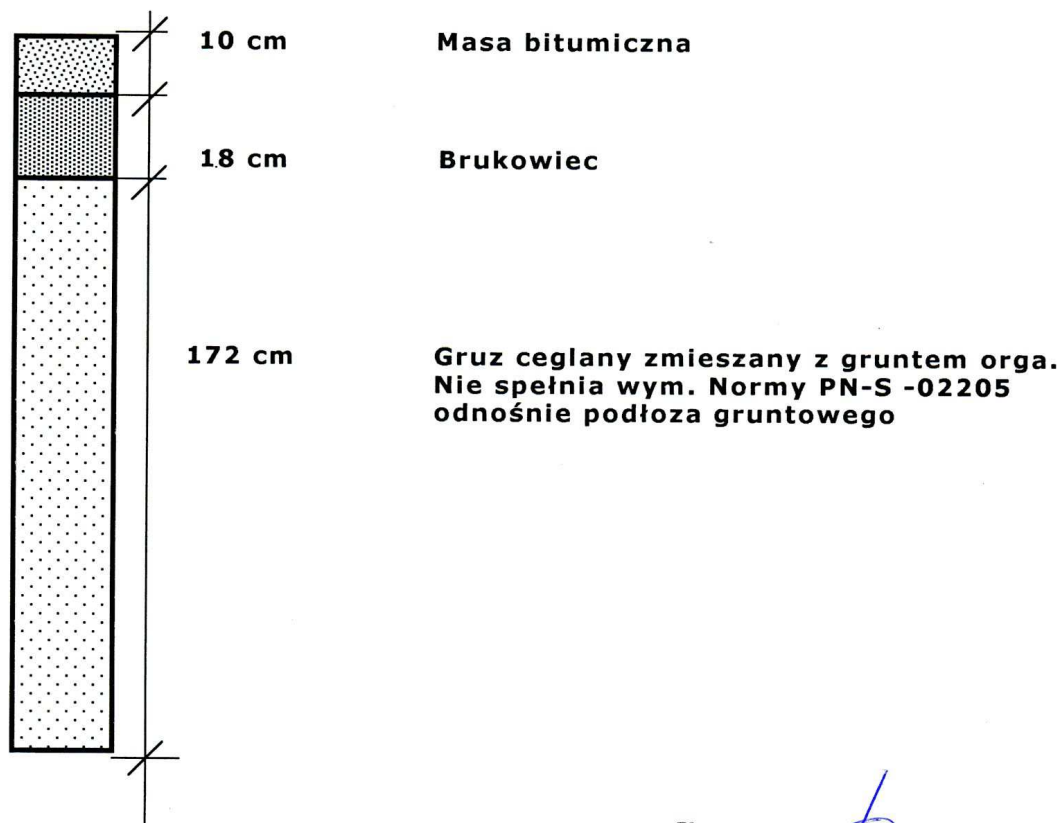 10 cm Masa bitumiczna
18 cm Brukowiec
172 cm Gruz ceglany zmieszany z gruntem orga.
Nie spełnia wym. Normy PN-S -02205
odnośnie podłoza gruntowego